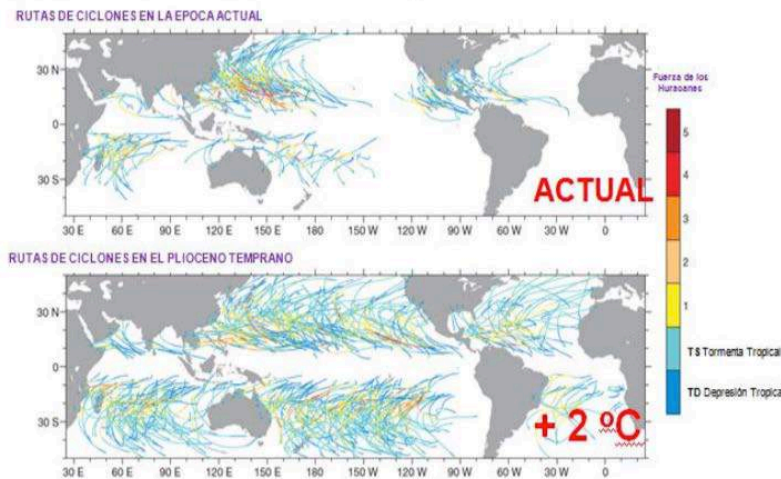 RUTAS DE CICLONES EN LA EPOCA ACTUAL
30 N
0
30 S
30 E 60 E 90 E 120 E 150 E 180 150 W 120 W 90 W 60 W 30 W 0
ACTUAL
RUTAS DE CICLONES EN EL PLIOCENO TEMPRANO
30 N
0
30 S
30 E 60 E 90 E 120 E 150 E 180 150 W 120 W 90 W 60 W 30 W 0
+ 2 ºC
Fuerza de los
Huracanes
5
4
3
2
1
TS Tormenta Tropical
TD Depresión Tropica